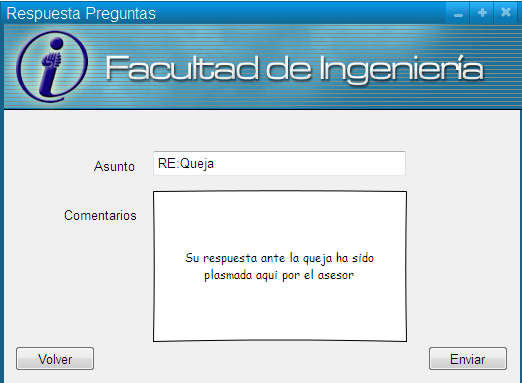 Respuesta Preguntas
Facultad de Ingeniería
Asunto
RE:Queja
Comentarios
Su respuesta ante la queja ha sido
plasmada aqui por el asesor
Volver
Enviar